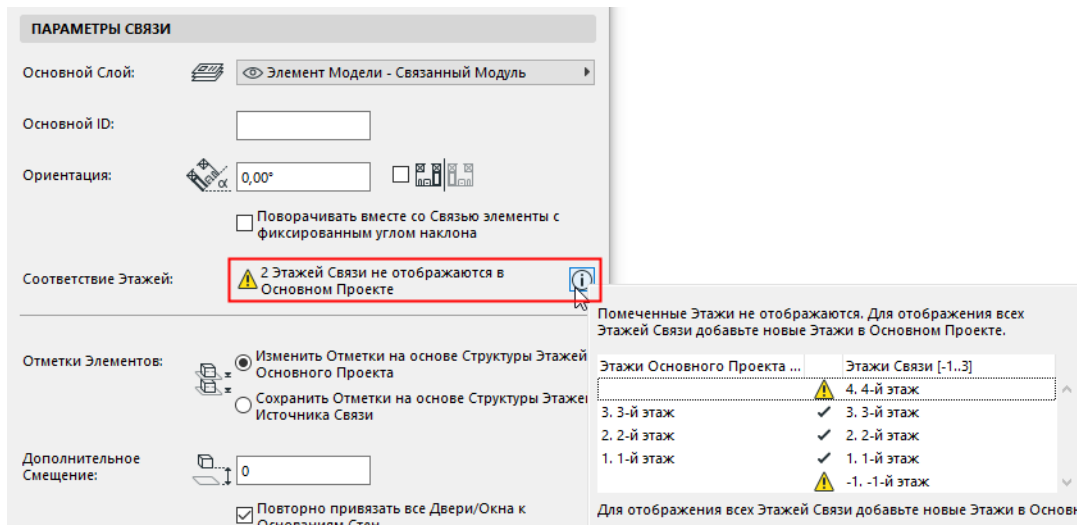 ПАРАМЕТРЫ СВЯЗИ
Основной Слой:
Элемент Модели - Связанный Модуль
Основной ID:
Ориентация:
α
0,00°
Поворачивать вместе со Связью элементы с
фиксированным углом наклона
Соответствие Этажей:
2 Этажей Связи не отображаются в
Основном Проекте
Помеченные Этажи не отображаются. Для отображения всех
Этажей Связи добавьте новые Этажи в Основном Проекте.
Этажи Основного Проекта ... Этажи Связи [-1..3]
4. 4-й этаж
3. 3-й этаж 3. 3-й этаж
2. 2-й этаж 2. 2-й этаж
1. 1-й этаж 1. 1-й этаж
-1. -1-й этаж
Для отображения всех Этажей Связи добавьте новые Этажи в Основн
Отметки Элементов:
Изменить Отметки на основе Структуры Этажей
Основного Проекта
Сохранить Отметки на основе Структуры Этаже
Источника Связи
Дополнительное
Смещение:
0
Повторно привязать все Двери/Окна к
Основаниям Стен